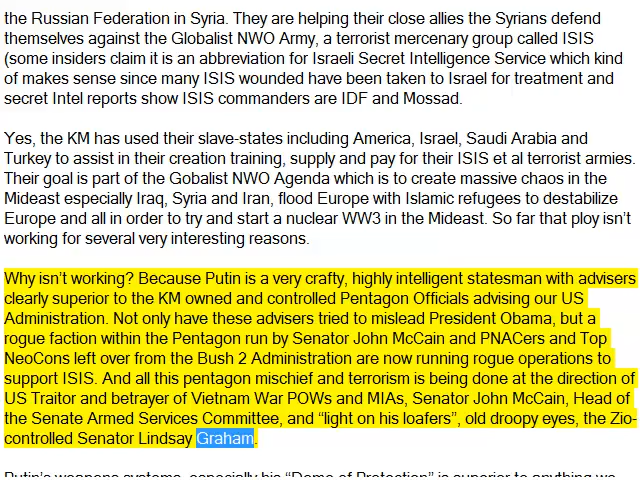 the Russian Federation in Syria. They are helping their close allies the Syrians defend
themselves against the Globalist NWO Army, a terrorist mercenary group called ISIS
(some insiders claim it is an abbreviation for Israeli Secret Intelligence Service which kind
of makes sense since many ISIS wounded have been taken to Israel for treatment and
secret Intel reports show ISIS commanders are IDF and Mossad.
Yes, the KM has used their slave-states including America, Israel, Saudi Arabia and
Turkey to assist in their creation training, supply and pay for their ISIS et al terrorist armies.
Their goal is part of the Gobalist NWO Agenda which is to create massive chaos in the
Mideast especially Iraq, Syria and Iran, flood Europe with Islamic refugees to destabilize
Europe and all in order to try and start a nuclear WW3 in the Mideast. So far that ploy isn't
working for several very interesting reasons.
Why isn't working? Because Putin is a very crafty, highly intelligent statesman with advisers
clearly superior to the KM owned and controlled Pentagon Officials advising our US
Administration. Not only have these advisers tried to mislead President Obama, but a
rogue faction within the Pentagon run by Senator John McCain and PNACers and Top
NeoCons left over from the Bush 2 Administration are now running rogue operations to
support ISIS. And all this pentagon mischief and terrorism is being done at the direction of
US Traitor and betrayer of Vietnam War POWs and MIAs, Senator John McCain, Head of
the Senate Armed Services Committee, and “light on his loafers”, old droopy eyes, the Zio-
controlled Senator Lindsay Graham.
Putin's weapons systems, especially his “Dome of Protection” is superior to anything we